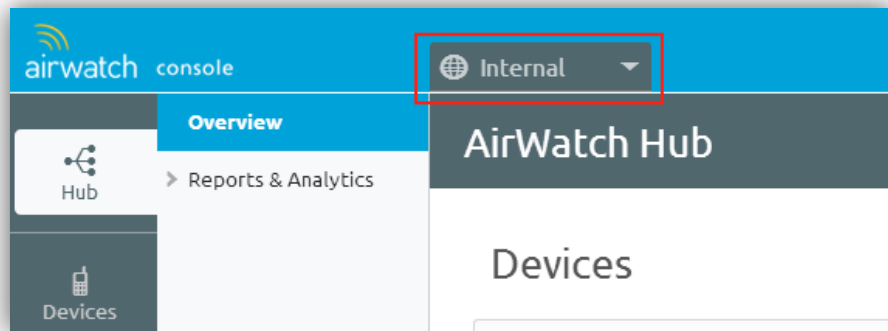 airwatch console
Internal
Overview
AirWatch Hub
Hub
Reports & Analytics
Devices
Devices